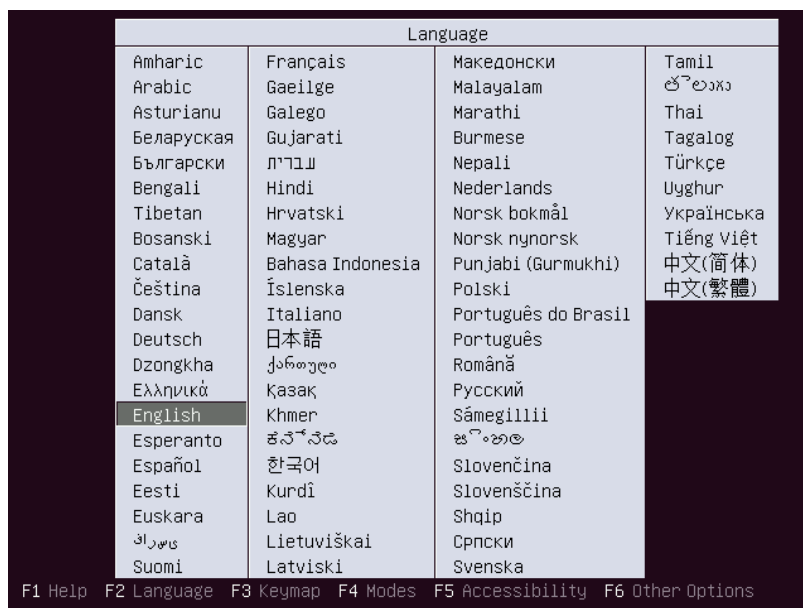 Language
Amharic
Arabic
Asturianu
Беларуская
Български
Bengali
Tibetan
Bosanski
Català
Čeština
Dansk
Deutsch
Dzongkha
Ελληνικά
English
Esperanto
Español
Eesti
Euskara
Suomi
Français
Gaeilge
Galego
Gujarati
עברית
Hindi
Hrvatski
Magyar
Bahasa Indonesia
Íslenska
Italiano
日本語
ქართული
Қазақ
Khmer
한국어
Kurdî
Lao
Lietuviškai
Latviski
Македонски
Malayalam
Marathi
Burmese
Nepali
Nederlands
Norsk bokmål
Norsk nynorsk
Punjabi (Gurmukhi)
Polski
Português do Brasil
Português
Română
Русский
Sámegillii
Slovenčina
Slovenščina
Shqip
Српски
Svenska
Tamil
Thai
Tagalog
Türkçe
Uyghur
Українська
Tiếng Việt
中文(简体)
中文(繁體)
F1 Help F2 Language F3 Keymap F4 Modes F5 Accessibility F6 Other Options